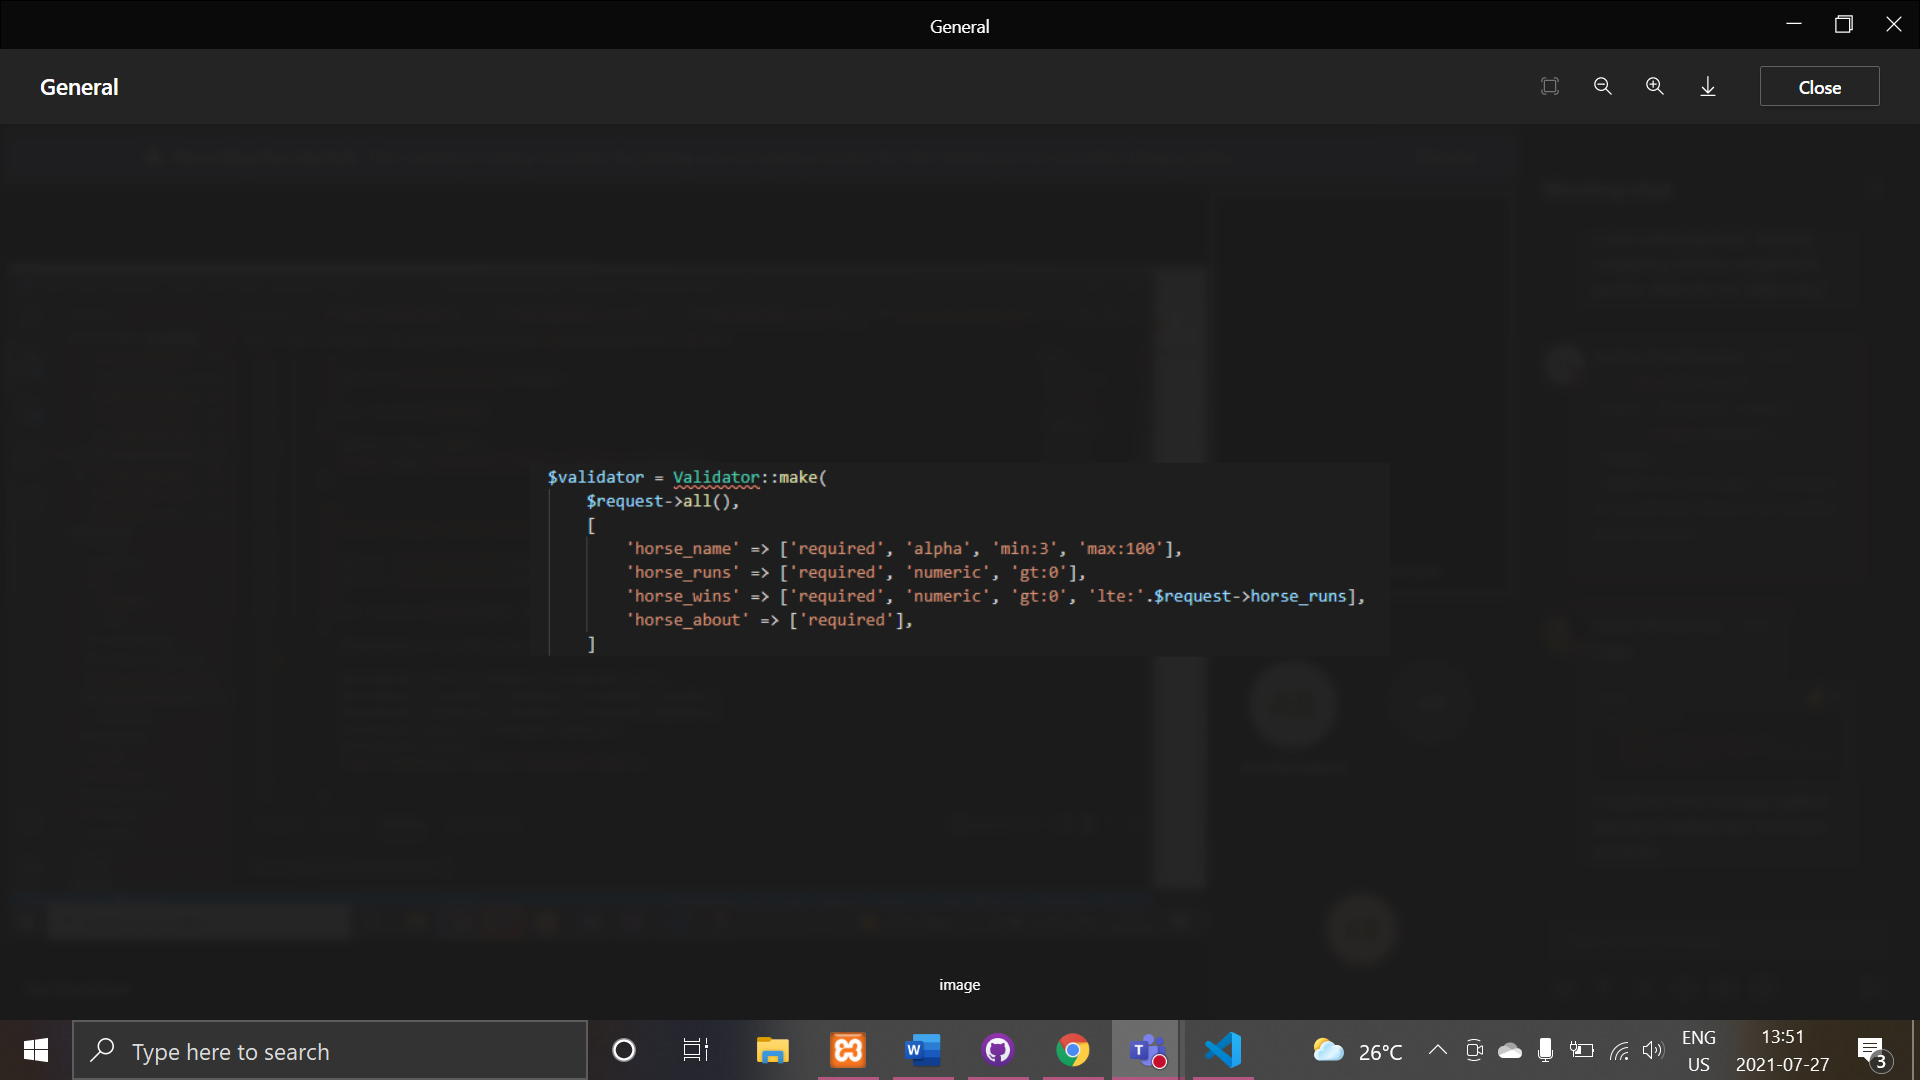 General
General
Close
$validator = Validator::make(
$request->all(),
[
'horse_name' => ['required', 'alpha', 'min:3', 'max:100'],
'horse_runs' => ['required', 'numeric', 'gt:0'],
'horse_wins' => ['required', 'numeric', 'gt:0', 'lte:'.$request->horse_runs],
'horse_about' => ['required'],
]
image
Type here to search
26°C
ENG
US
13:51
2021-07-27
3